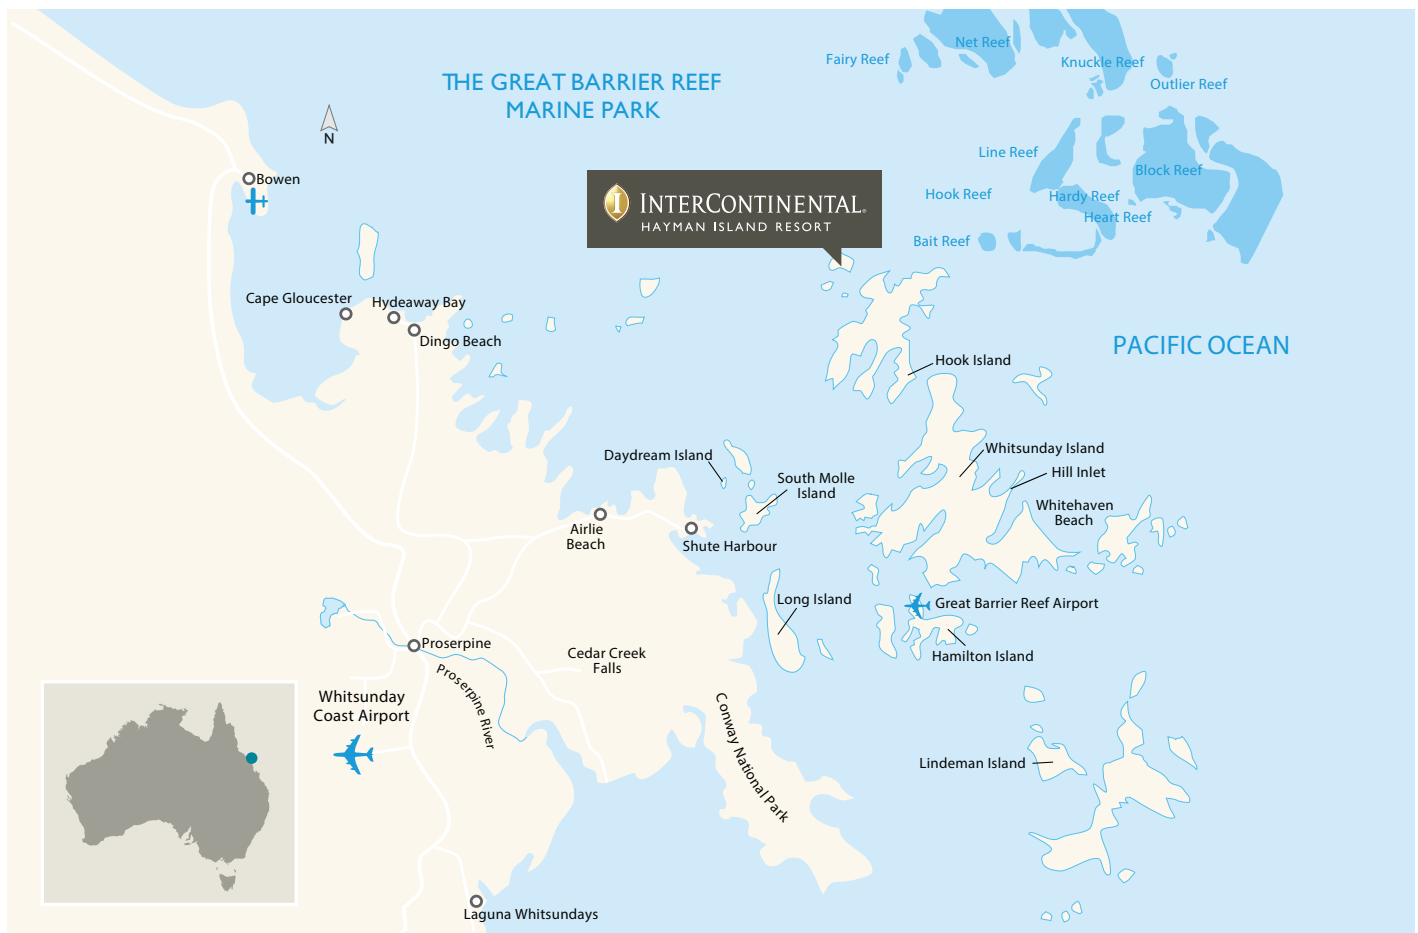 THE GREAT BARRIER REEF
MARINE PARK
Fairy Reef
Net Reef
Knuckle Reef
Outlier Reef
Line Reef
Block Reef
Hook Reef
Hardy Reef
Heart Reef
Bait Reef
N
Bowen
I
INTERCONTINENTAL®
HAYMAN ISLAND RESORT
Cape Gloucester
Hydeaway Bay
Dingo Beach
PACIFIC OCEAN
Hook Island
Daydream Island
South Molle
Island
Whitsunday Island
Hill Inlet
Whitehaven
Beach
Airlie
Beach
Shute Harbour
Long Island
Great Barrier Reef Airport
Hamilton Island
Proserpine
Cedar Creek
Falls
Proserpine River
Whitsunday
Coast Airport
Conway National Park
Lindeman Island
Laguna Whitsundays